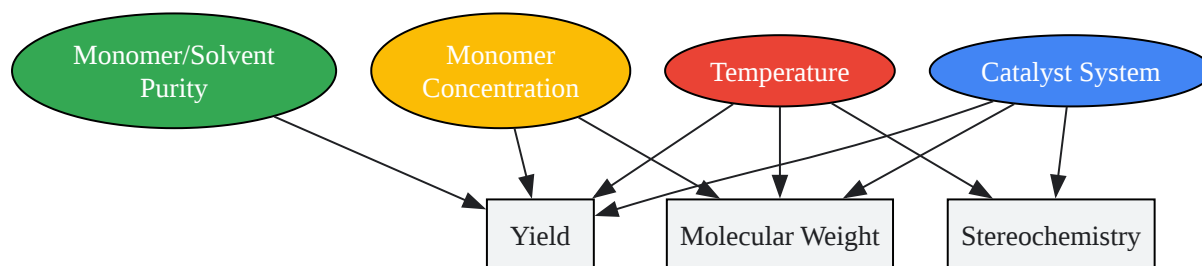 Monomer/Solvent
Purity
Monomer
Concentration
Temperature
Catalyst System
Yield
Molecular Weight
Stereochemistry